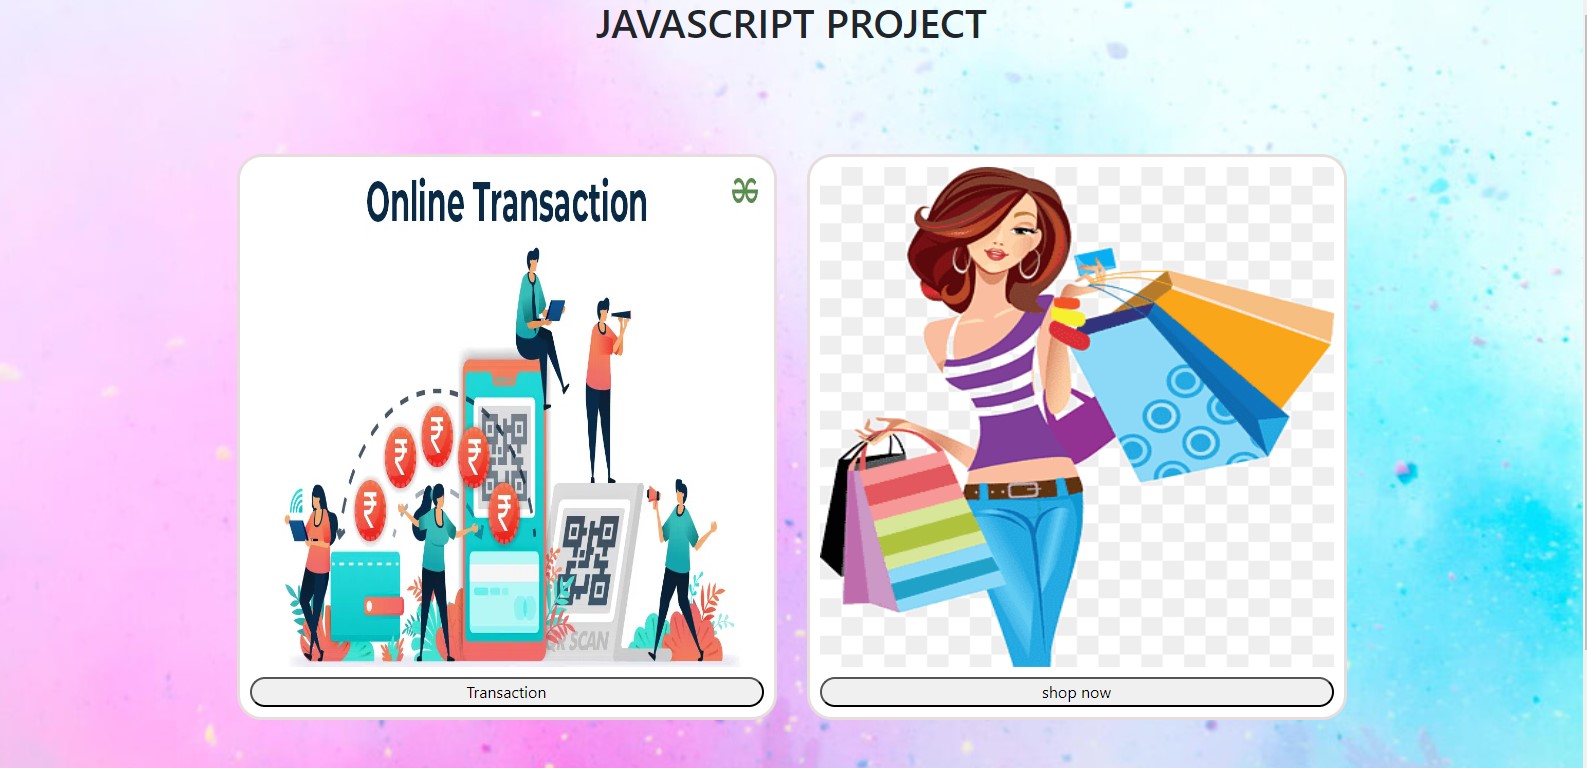 JAVASCRIPT PROJECT
Online Transaction
₹
₹
₹
₹
₹
SCAN
Transaction
shop now